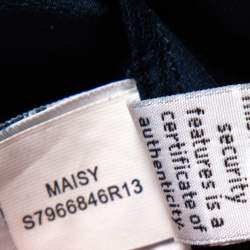 MAISY
S7966846R13
security
features is a
certificate of
authenticity